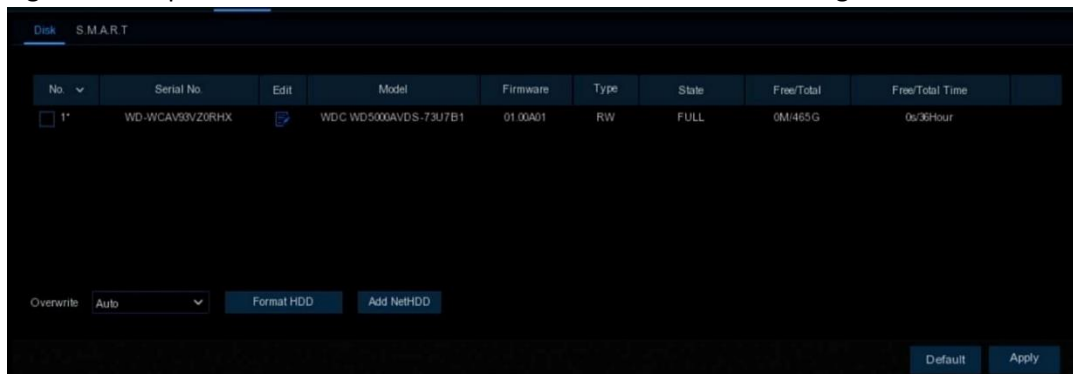 Disk S.M.A.R.T
No. Serial No. Edit Model Firmware Type State Free/Total Free/Total Time
1* WD-WCAV93VZ0RHX WDC WD5000AVDS-73U7B1 01.00A01 RW FULL 0M/465G 0s/36Hour
Overwrite Auto Format HDD Add NetHDD
Default Apply